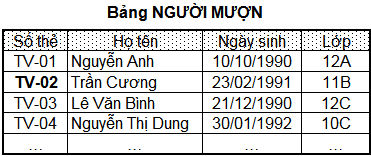 Bảng NGƯỜI MƯỢN
Số thẻ Họ tên Ngày sinh Lớp
TV-01 Nguyễn Anh 10/10/1990 12A
TV-02 Trần Cương 23/02/1991 11B
TV-03 Lê Văn Bình 21/12/1990 12C
TV-04 Nguyễn Thị Dung 30/01/1992 10C
... ... ... ...